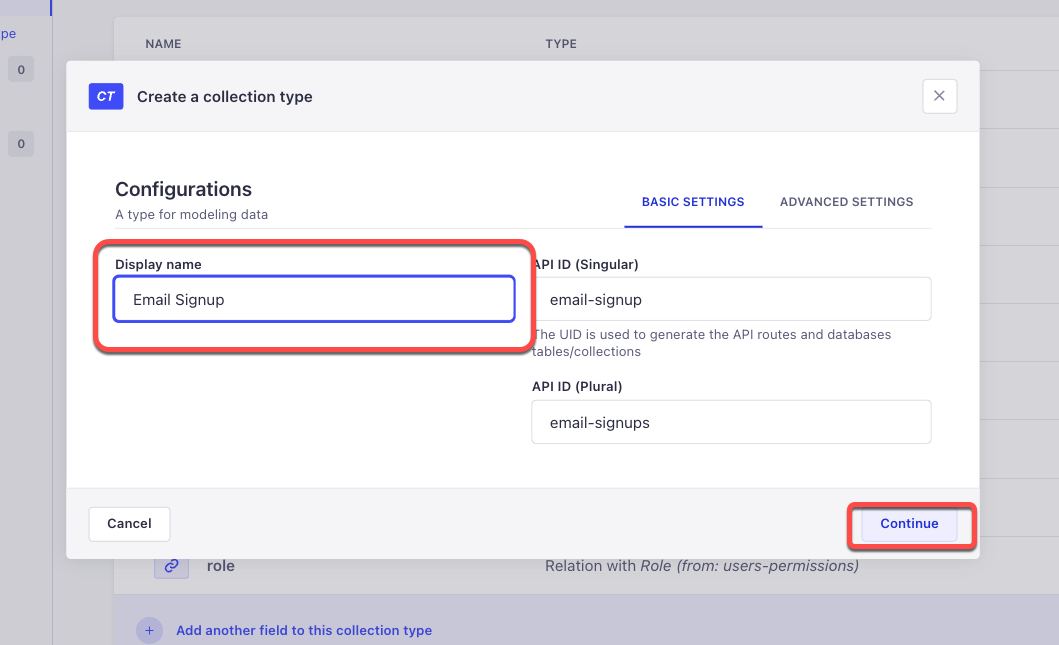 pe
NAME TYPE
0
CT Create a collection type
0
Configurations
A type for modeling data
BASIC SETTINGS ADVANCED SETTINGS
Display name
Email Signup
API ID (Singular)
email-signup
The UID is used to generate the API routes and databases
tables/collections
API ID (Plural)
email-signups
Cancel Continue
role Relation with Role (from: users-permissions)
+ Add another field to this collection type